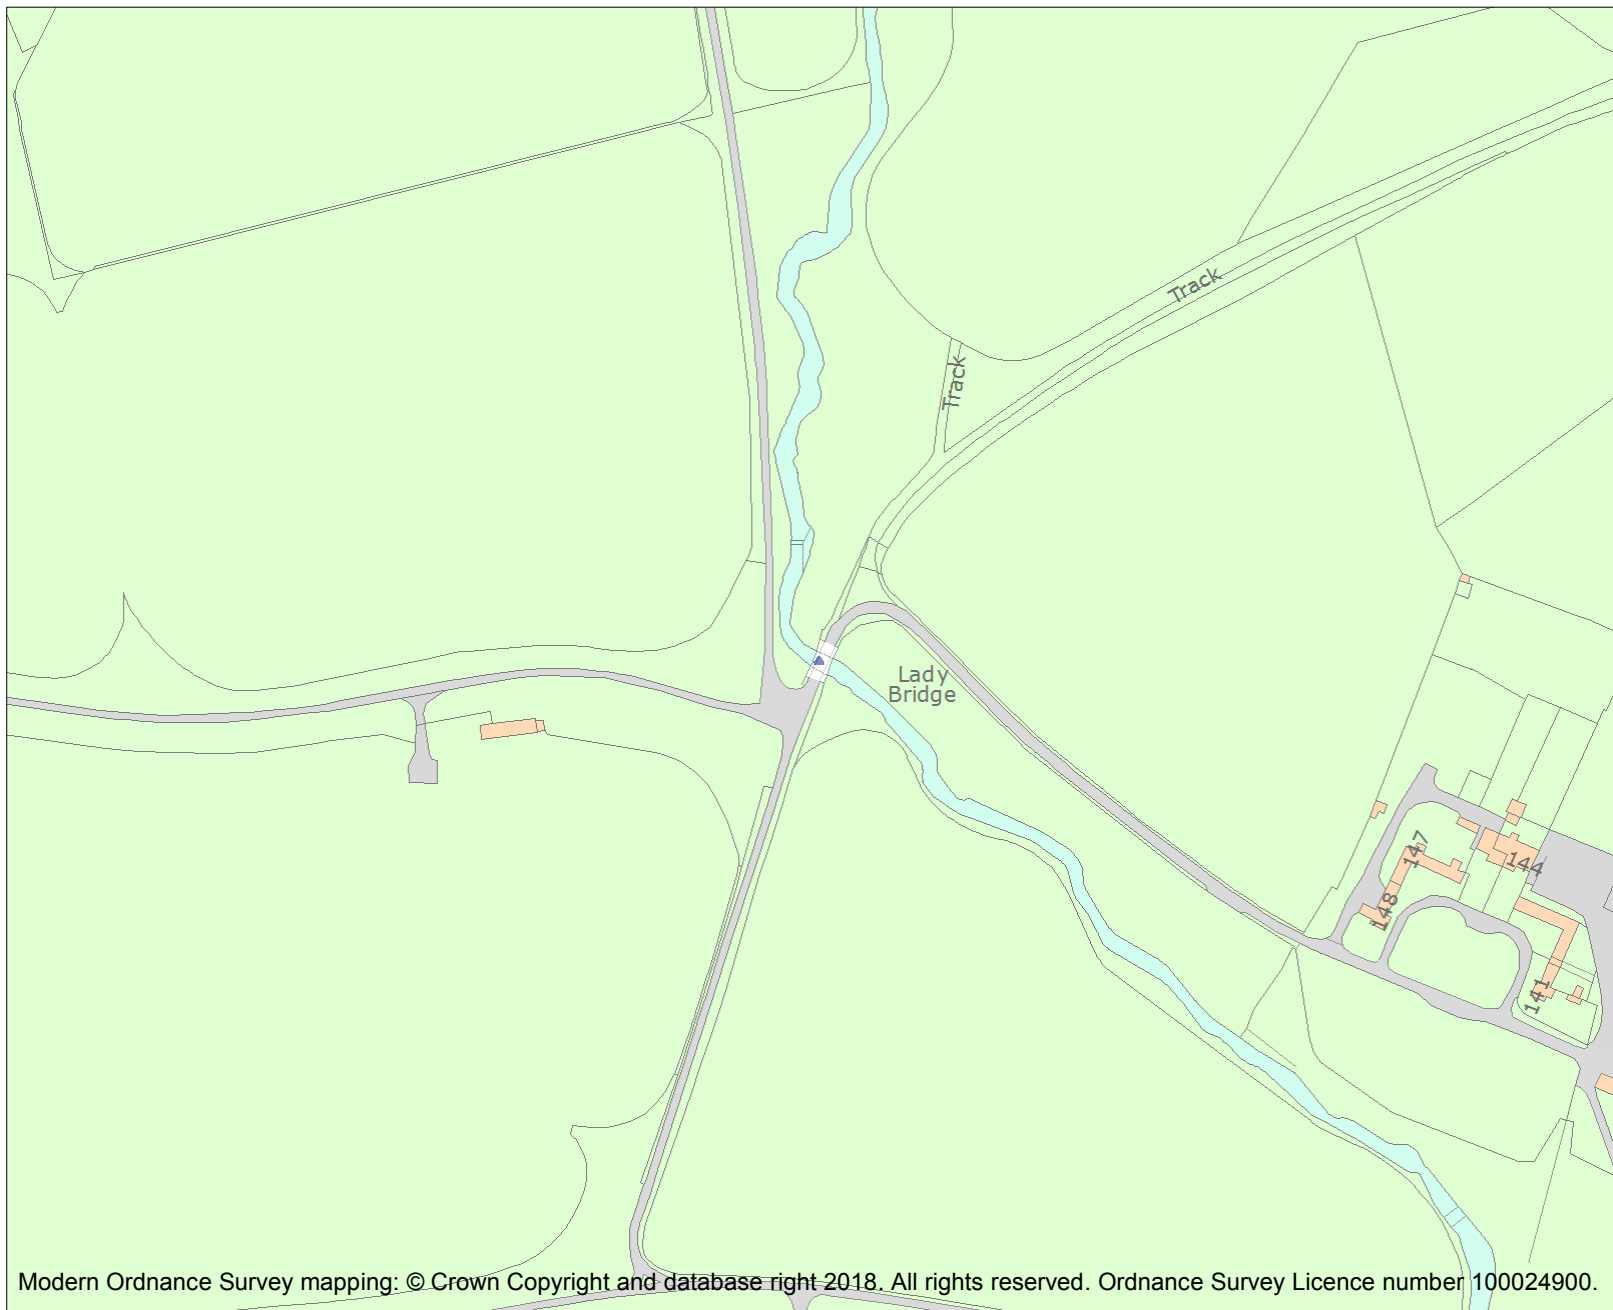 Track
Track
Lady
Bridge
147
144
148
141
Modern Ordnance Survey mapping: © Crown Copyright and database right 2018. All rights reserved. Ordnance Survey Licence number 100024900.